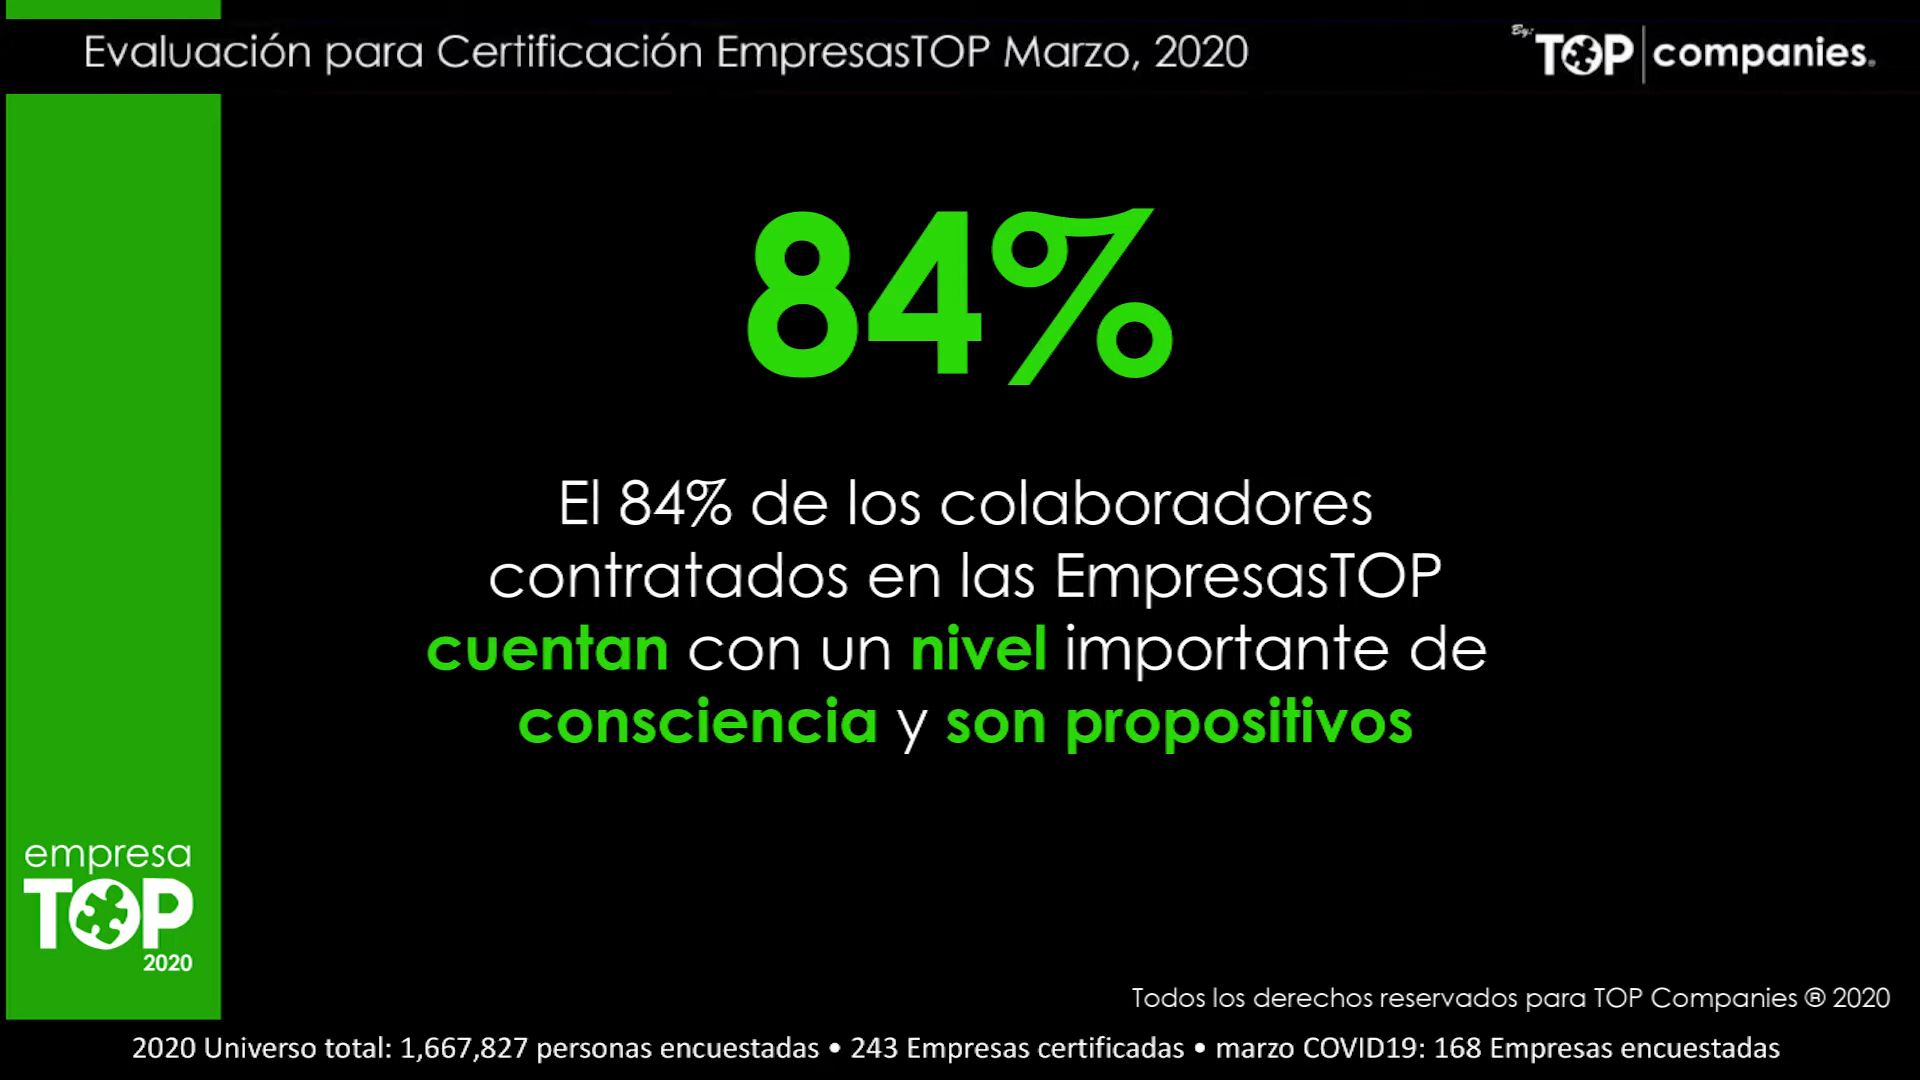 Evaluación para Certificación EmpresasTOP Marzo, 2020
By: TOP companies®
84%
El 84% de los colaboradores
contratados en las EmpresasTOP
cuentan con un nivel importante de
consciencia y son propositivos
empresa
TOP
2020
Todos los derechos reservados para TOP Companies ® 2020
2020 Universo total: 1,667,827 personas encuestadas • 243 Empresas certificadas • marzo COVID19: 168 Empresas encuestadas